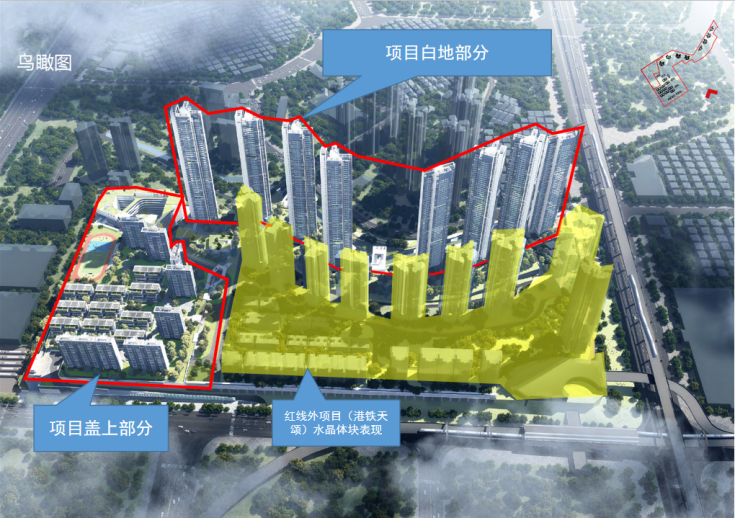 鸟瞰图
项目白地部分
项目盖上部分
红线外项目（港铁天
颂）水晶体块表现